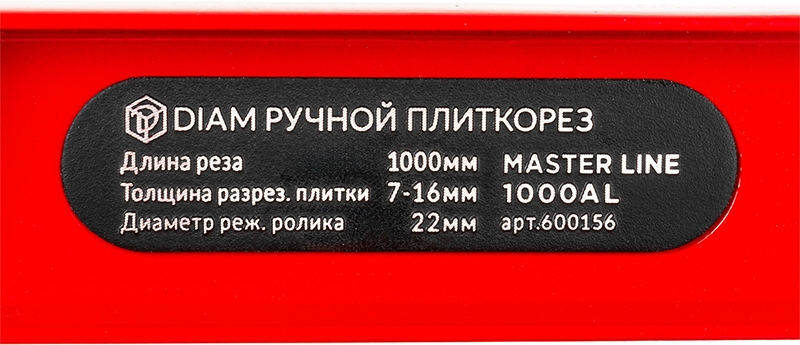 DIAM РУЧНОЙ ПЛИТКОРЕЗ
Длина реза 1000мм MASTER LINE
Толщина разрез. плитки 7-16мм 1000AL
Диаметр реж. ролика 22мм арт.600156